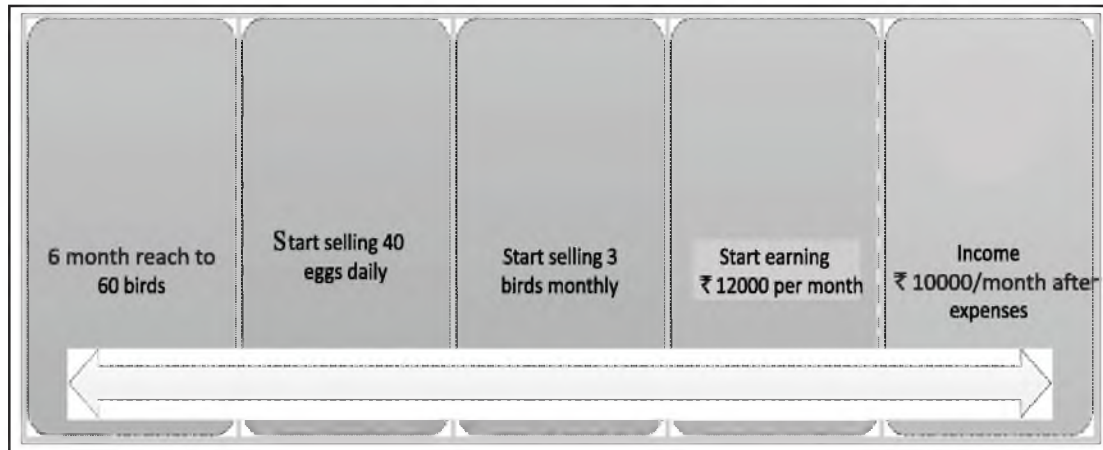 6 month reach to
60 birds
Start selling 40
eggs daily
Start selling 3
birds monthly
Start earning
₹ 12000 per month
Income
₹ 10000/month after
expenses